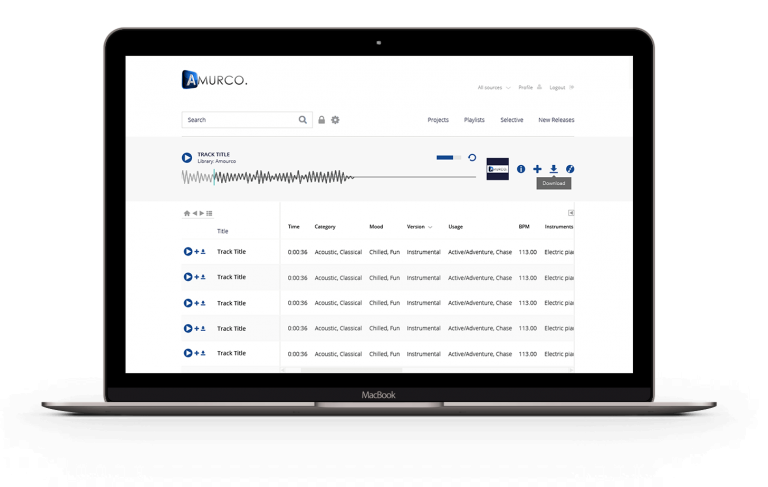 AMURCO.
All sources Profile Logout
Search Projects Playlists Selective New Releases
TRACK TITLE
Library: Amourco
AMURCO.
Download
Title Time Category Mood Version Usage BPM Instruments
Track Title 0:00:36 Acoustic, Classical Chilled, Fun Instrumental Active/Adventure, Chase 113.00 Electric pia
Track Title 0:00:36 Acoustic, Classical Chilled, Fun Instrumental Active/Adventure, Chase 113.00 Electric pia
Track Title 0:00:36 Acoustic, Classical Chilled, Fun Instrumental Active/Adventure, Chase 113.00 Electric pia
Track Title 0:00:36 Acoustic, Classical Chilled, Fun Instrumental Active/Adventure, Chase 113.00 Electric pia
Track Title 0:00:36 Acoustic, Classical Chilled, Fun Instrumental Active/Adventure, Chase 113.00 Electric pia
MacBook